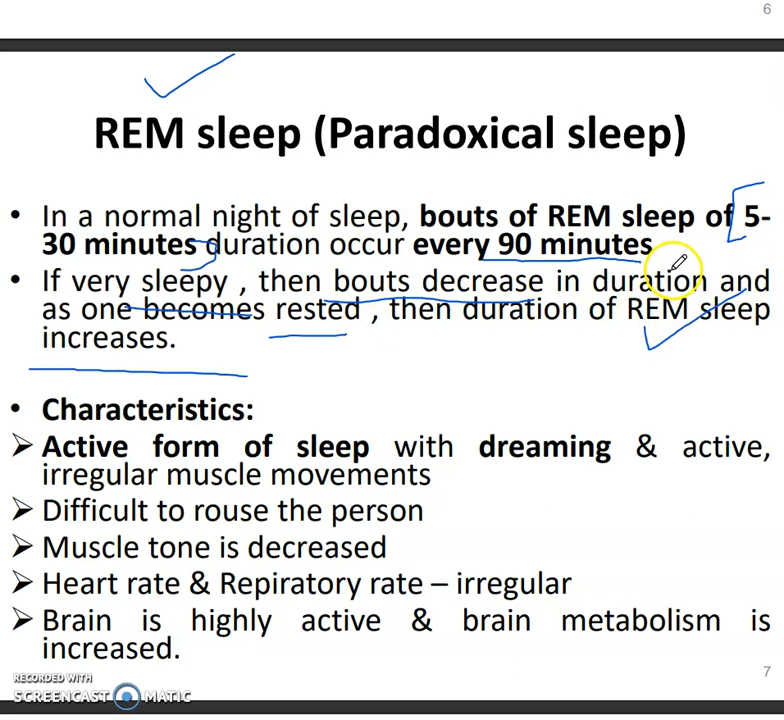 6
REM sleep (Paradoxical sleep)
• In a normal night of sleep, bouts of REM sleep of 5-
30 minutes duration occur every 90 minutes
• If very sleepy , then bouts decrease in duration and
as one becomes rested , then duration of REM sleep
increases.
• Characteristics:
➢ Active form of sleep with dreaming & active,
irregular muscle movements
➢ Difficult to rouse the person
➢ Muscle tone is decreased
➢ Heart rate & Repiratory rate – irregular
➢ Brain is highly active & brain metabolism is
increased.
7
RECORDED WITH
SCREENCAST MATIC